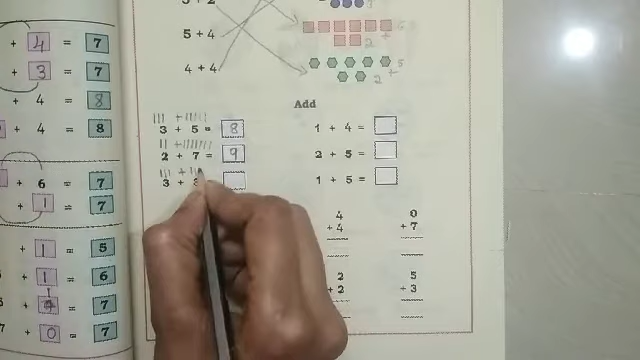 + 4 = 7
+ 3 = 7
+ 4 = 8
+ 4 = 8
+ 6 = 7
+ 1 = 7
+ 1 = 5
+ 1 = 6
= 7
7 + 0 = 7
5 + 4
4 + 4
2
5
2 +
Add
3 + 5 = 8
2 + 7 = 9
3 +
1 + 4 =
2 + 5 =
1 + 5 =
4
+ 4
0
+ 7
2
+ 2
5
+ 3